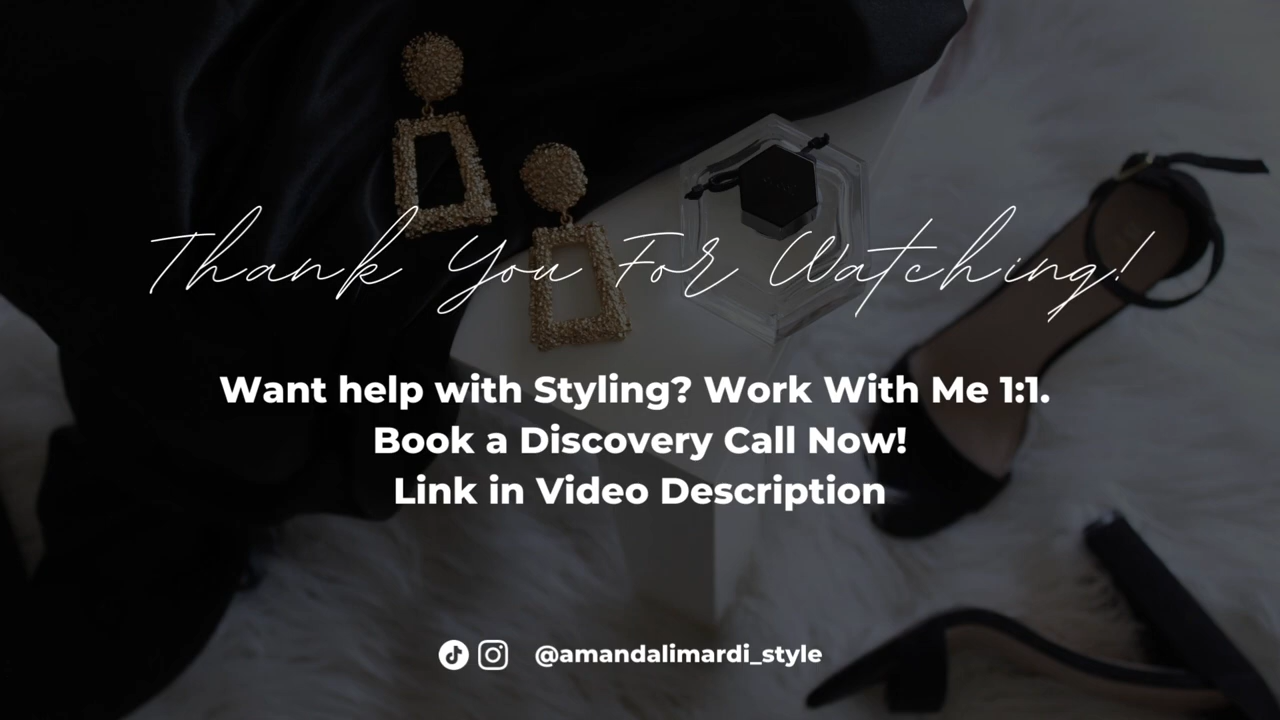 Thank You For Watching!
Want help with Styling? Work With Me 1:1.
Book a Discovery Call Now!
Link in Video Description
@amandalimardi_style